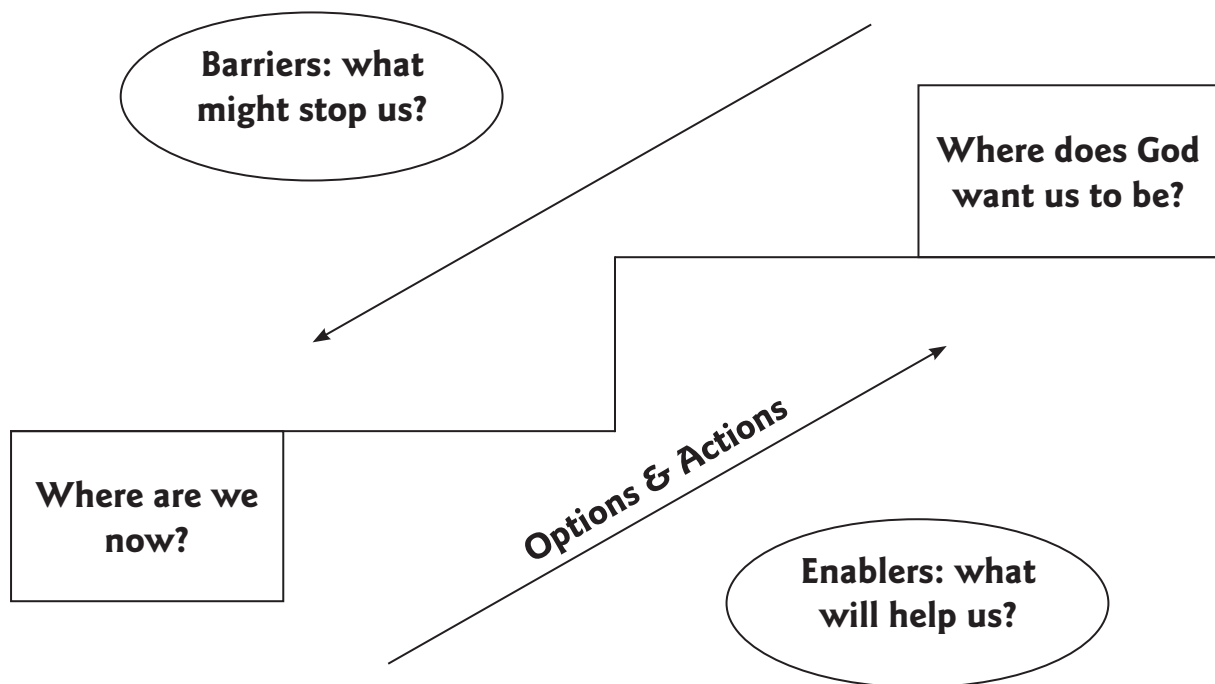 Barriers: what
might stop us?
Where does God
want us to be?
Where are we
now?
Options & Actions
Enablers: what
will help us?